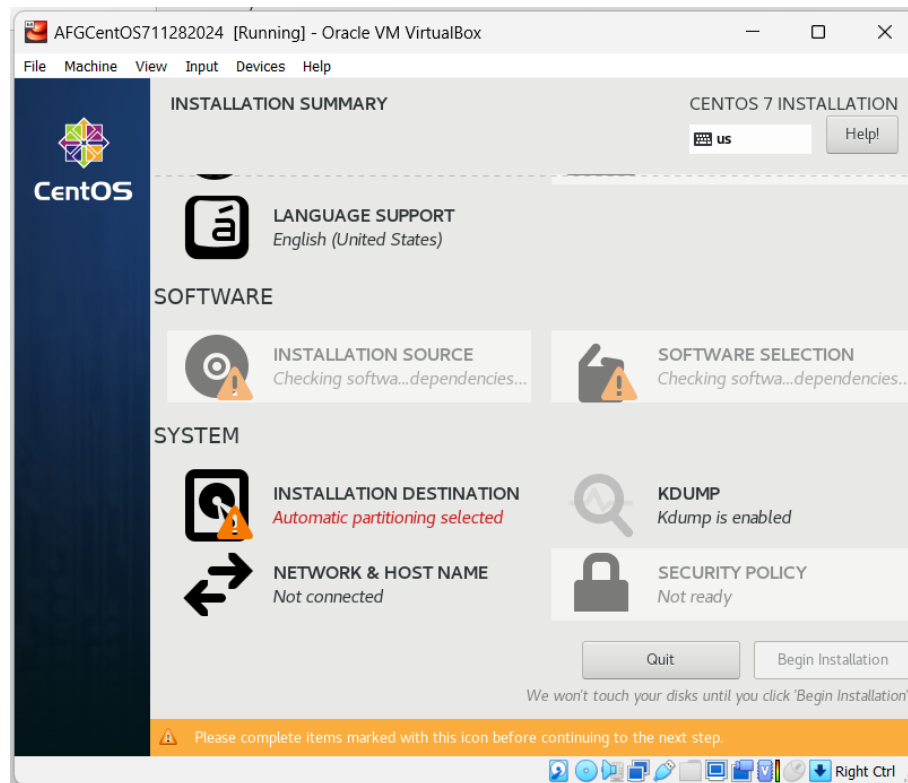 AFGCentOS711282024 [Running] - Oracle VM VirtualBox
File Machine View Input Devices Help
INSTALLATION SUMMARY
CENTOS 7 INSTALLATION
us
Help!
CentOS
á
LANGUAGE SUPPORT
English (United States)
SOFTWARE
INSTALLATION SOURCE
Checking softwa...dependencies...
SOFTWARE SELECTION
Checking softwa...dependencies..
SYSTEM
INSTALLATION DESTINATION
Automatic partitioning selected
KDUMP
Kdump is enabled
NETWORK & HOST NAME
Not connected
SECURITY POLICY
Not ready
Quit
Begin Installation
We won't touch your disks until you click 'Begin Installation'
Please complete items marked with this icon before continuing to the next step.
Right Ctrl